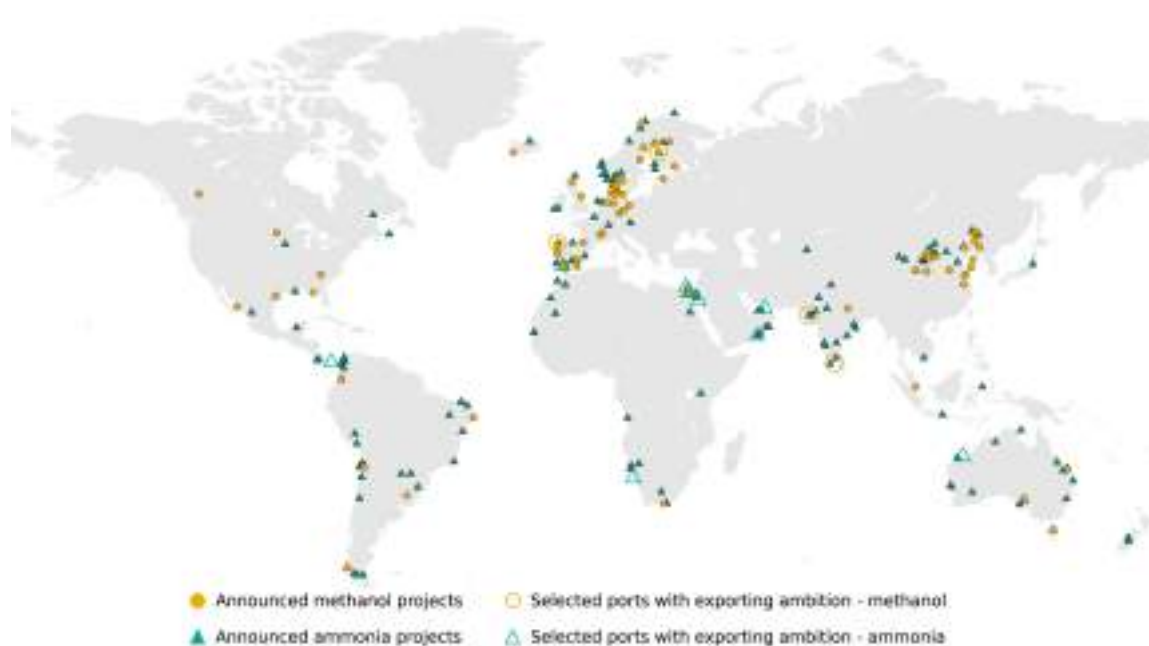 Announced methanol projects
Selected ports with exporting ambition - methanol
Announced ammonia projects
Selected ports with exporting ambition - ammonia